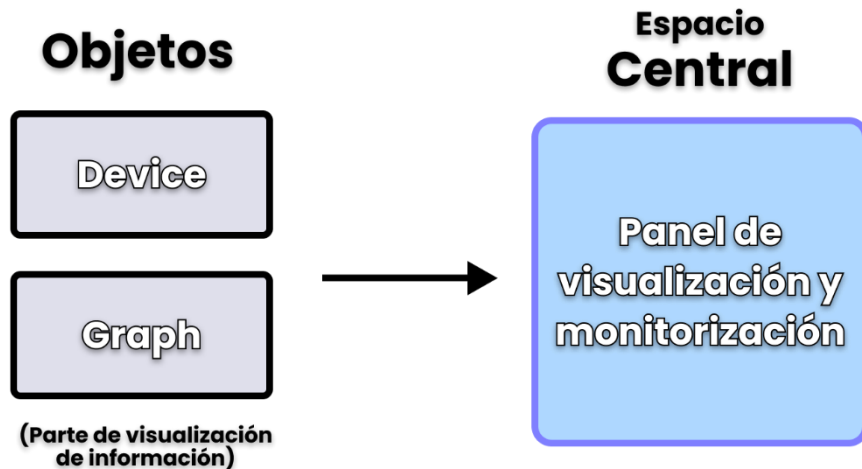 Objetos
Device
Graph
(Parte de visualización
de información)
Espacio
Central
Panel de
visualización y
monitorización